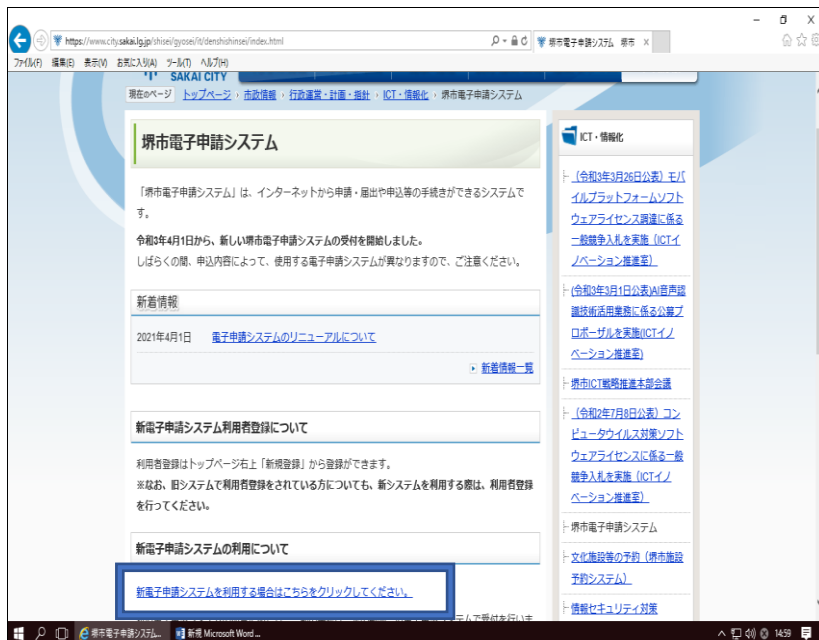 https://www.city.sakai.lg.jp/shisei/gyosei/it/denshishinsei/index.html
堺市電子申請システム 堺市
ファイル(F) 編集(E) 表示(V) お気に入り(A) ツール(T) ヘルプ(H)
SAKAI CITY
現在のページ トップページ 市政情報 行政運営・計画・指針 ICT・情報化 堺市電子申請システム
堺市電子申請システム
「堺市電子申請システム」は、インターネットから申請・届出や申込等の手続きができるシステムで
す。
令和3年4月1日から、新しい堺市電子申請システムの受付を開始しました。
しばらくの間、申込内容によって、使用する電子申請システムが異なりますので、ご注意ください。
新着情報
2021年4月1日 電子申請システムのリニューアルについて
新着情報一覧
新電子申請システム利用者登録について
利用者登録はトップページ右上「新規登録」から登録ができます。
※なお、旧システムで利用者登録をされている方についても、新システムを利用する際は、利用者登録
を行ってください。
新電子申請システムの利用について
新電子申請システムを利用する場合はこちらをクリックしてください。
ICT・情報化
（令和3年3月26日公表）モバ
イルプラットフォームソフト
ウェアライセンス調達に係る
一般競争入札を実施（ICTイ
ノベーション推進室）
(令和3年3月1日公表)AI音声認
識技術活用業務に係る公募プ
ロポーザルを実施(ICTイノ
ベーション推進室)
堺市ICT戦略推進本部会議
（令和2年7月8日公表）コン
ピュータウイルス対策ソフト
ウェアライセンスに係る一般
競争入札を実施（ICTイノ
ベーション推進室）
堺市電子申請システム
文化施設等の予約（堺市施設
予約システム）
情報セキュリティ対策
堺市電子申請システム... 新規 Microsoft Word ...
14:59